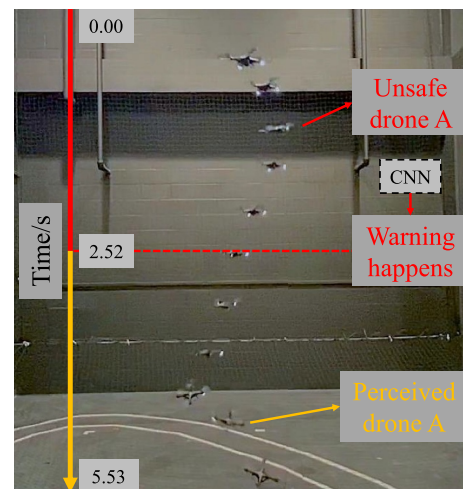 0.00
Unsafe
drone A
CNN
Time/s
2.52
Warning
happens
Perceived
drone A
5.53